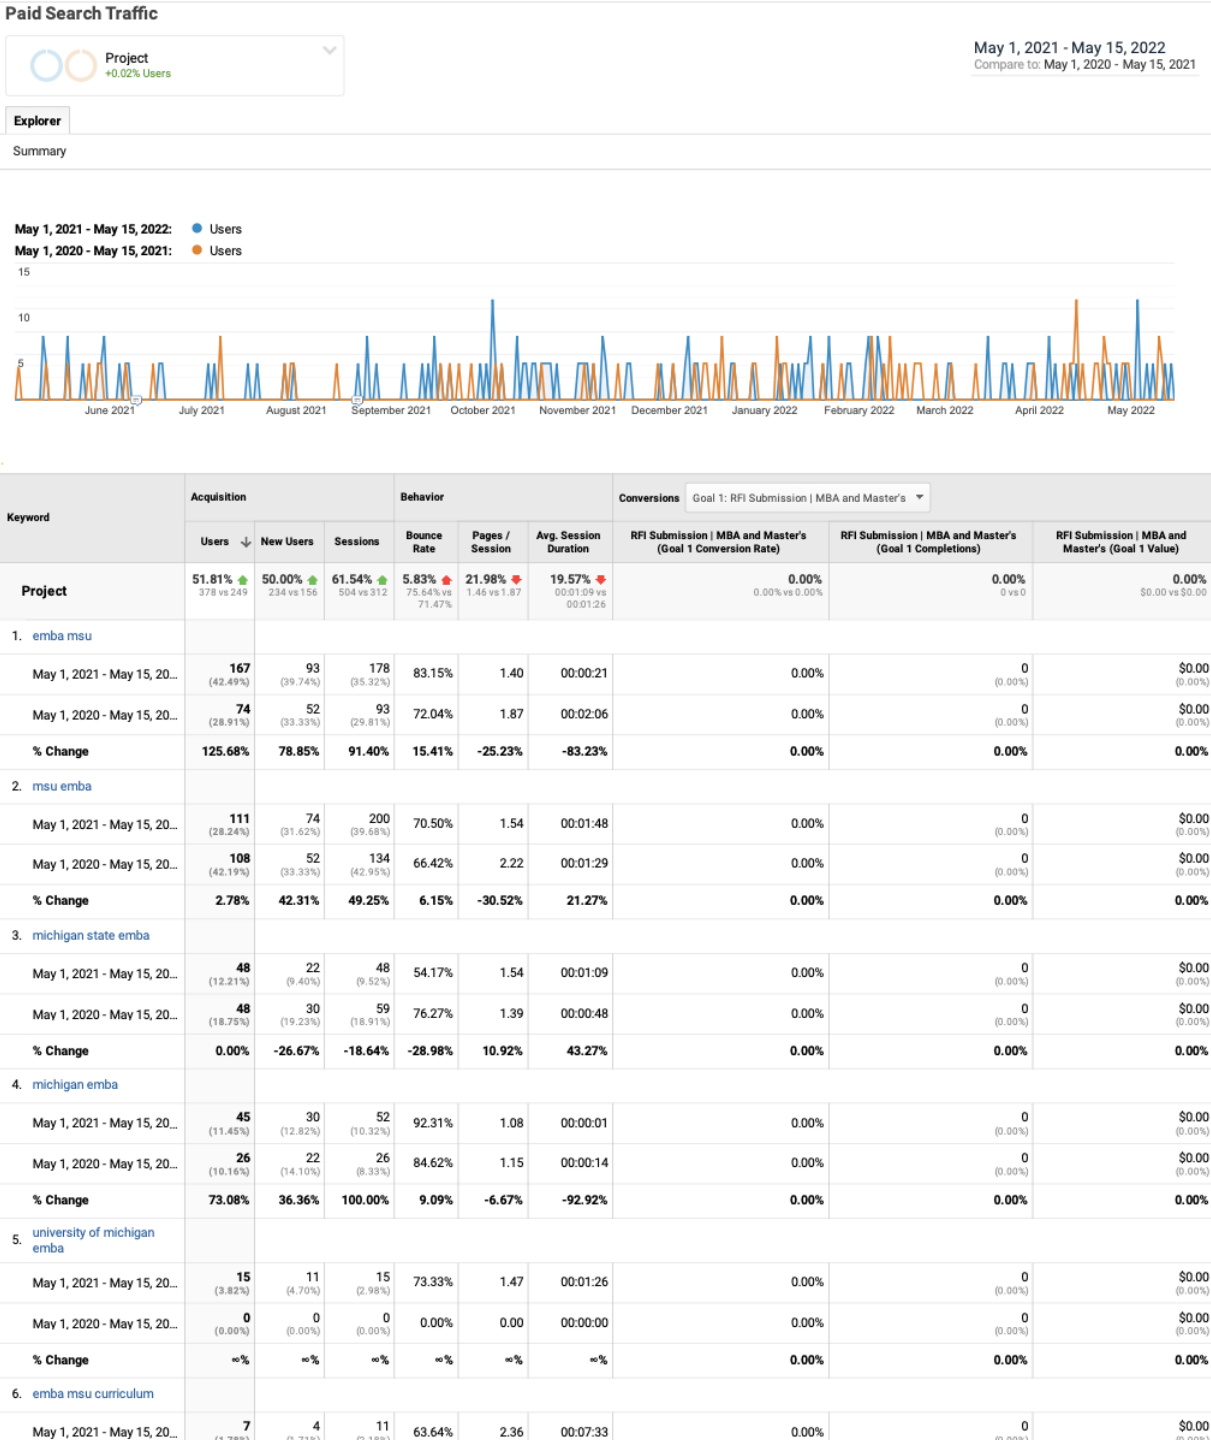 Paid Search Traffic
Project
+0.02% Users
May 1, 2021 - May 15, 2022
Compare to: May 1, 2020 - May 15, 2021
Explorer
Summary
May 1, 2021 - May 15, 2022: Users
May 1, 2020 - May 15, 2021: Users
15
10
5
June 2021 July 2021 August 2021 September 2021 October 2021 November 2021 December 2021 January 2022 February 2022 March 2022 April 2022 May 2022
Keyword
Acquisition Behavior Conversions Goal 1: RFI Submission | MBA and Master's
Users New Users Sessions Bounce Rate Pages / Session Avg. Session Duration RFI Submission | MBA and Master's (Goal 1 Conversion Rate) RFI Submission | MBA and Master's (Goal 1 Completions) RFI Submission | MBA and Master's (Goal 1 Value)
Project 51.81% 50.00% 61.54% 5.83% 21.98% 19.57% 0.00% 0.00% 0.00%
378 vs 249 234 vs 156 504 vs 312 75.64% vs 71.47% 1.46 vs 1.87 00:01:09 vs 00:01:26 0.00% vs 0.00% 0 vs 0 $0.00 vs $0.00
1. emba msu
May 1, 2021 - May 15, 20... 167 (42.49%) 93 (39.74%) 178 (35.32%) 83.15% 1.40 00:00:21 0.00% 0 (0.00%) $0.00 (0.00%)
May 1, 2020 - May 15, 20... 74 (28.91%) 52 (33.33%) 93 (29.81%) 72.04% 1.87 00:02:06 0.00% 0 (0.00%) $0.00 (0.00%)
% Change 125.68% 78.85% 91.40% 15.41% -25.23% -83.23% 0.00% 0.00% 0.00%
2. msu emba
May 1, 2021 - May 15, 20... 111 (28.24%) 74 (31.62%) 200 (39.68%) 70.50% 1.54 00:01:48 0.00% 0 (0.00%) $0.00 (0.00%)
May 1, 2020 - May 15, 20... 108 (42.19%) 52 (33.33%) 134 (42.95%) 66.42% 2.22 00:01:29 0.00% 0 (0.00%) $0.00 (0.00%)
% Change 2.78% 42.31% 49.25% 6.15% -30.52% 21.27% 0.00% 0.00% 0.00%
3. michigan state emba
May 1, 2021 - May 15, 20... 48 (12.21%) 22 (9.40%) 48 (9.52%) 54.17% 1.54 00:01:09 0.00% 0 (0.00%) $0.00 (0.00%)
May 1, 2020 - May 15, 20... 48 (18.75%) 30 (19.23%) 59 (18.91%) 76.27% 1.39 00:00:48 0.00% 0 (0.00%) $0.00 (0.00%)
% Change 0.00% -26.67% -18.64% -28.98% 10.92% 43.27% 0.00% 0.00% 0.00%
4. michigan emba
May 1, 2021 - May 15, 20... 45 (11.45%) 30 (12.82%) 52 (10.32%) 92.31% 1.08 00:00:01 0.00% 0 (0.00%) $0.00 (0.00%)
May 1, 2020 - May 15, 20... 26 (10.16%) 22 (14.10%) 26 (8.33%) 84.62% 1.15 00:00:14 0.00% 0 (0.00%) $0.00 (0.00%)
% Change 73.08% 36.36% 100.00% 9.09% -6.67% -92.92% 0.00% 0.00% 0.00%
5. university of michigan
emba
May 1, 2021 - May 15, 20... 15 (3.82%) 11 (4.70%) 15 (2.98%) 73.33% 1.47 00:01:26 0.00% 0 (0.00%) $0.00 (0.00%)
May 1, 2020 - May 15, 20... 0 (0.00%) 0 (0.00%) 0 (0.00%) 0.00% 0.00 00:00:00 0.00% 0 (0.00%) $0.00 (0.00%)
% Change ∞% ∞% ∞% ∞% ∞% ∞% 0.00% 0.00% 0.00%
6. emba msu curriculum
May 1, 2021 - May 15, 20... 7 4 11 63.64% 2.36 00:07:33 0.00% 0 $0.00